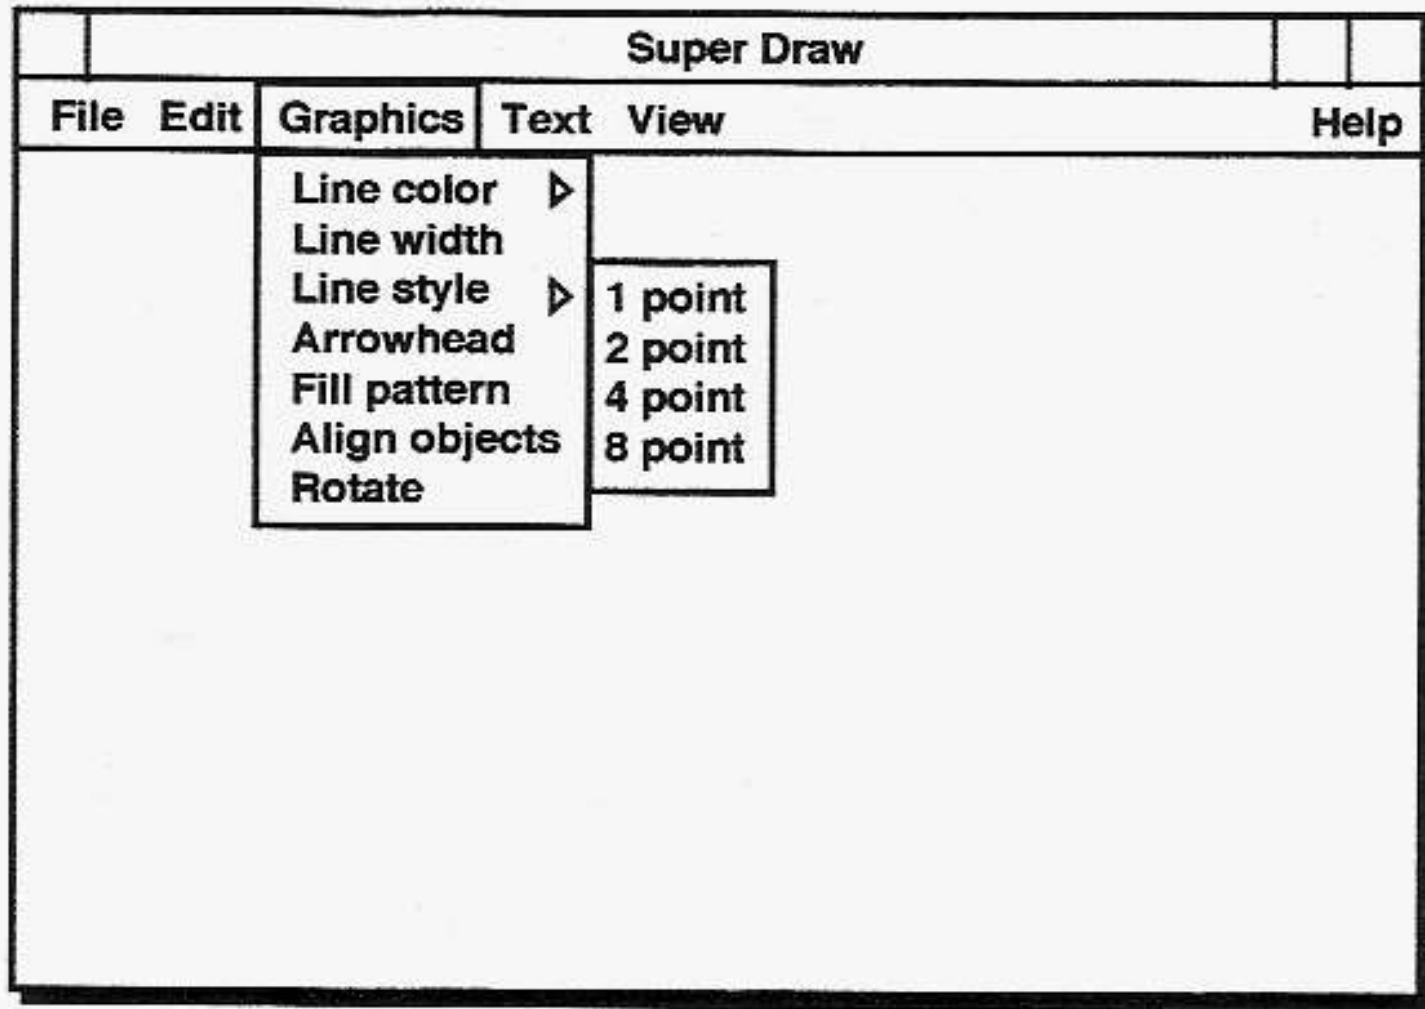 Super Draw
File Edit Graphics Text View Help
Line color
Line width
Line style
Arrowhead
Fill pattern
Align objects
Rotate
1 point
2 point
4 point
8 point